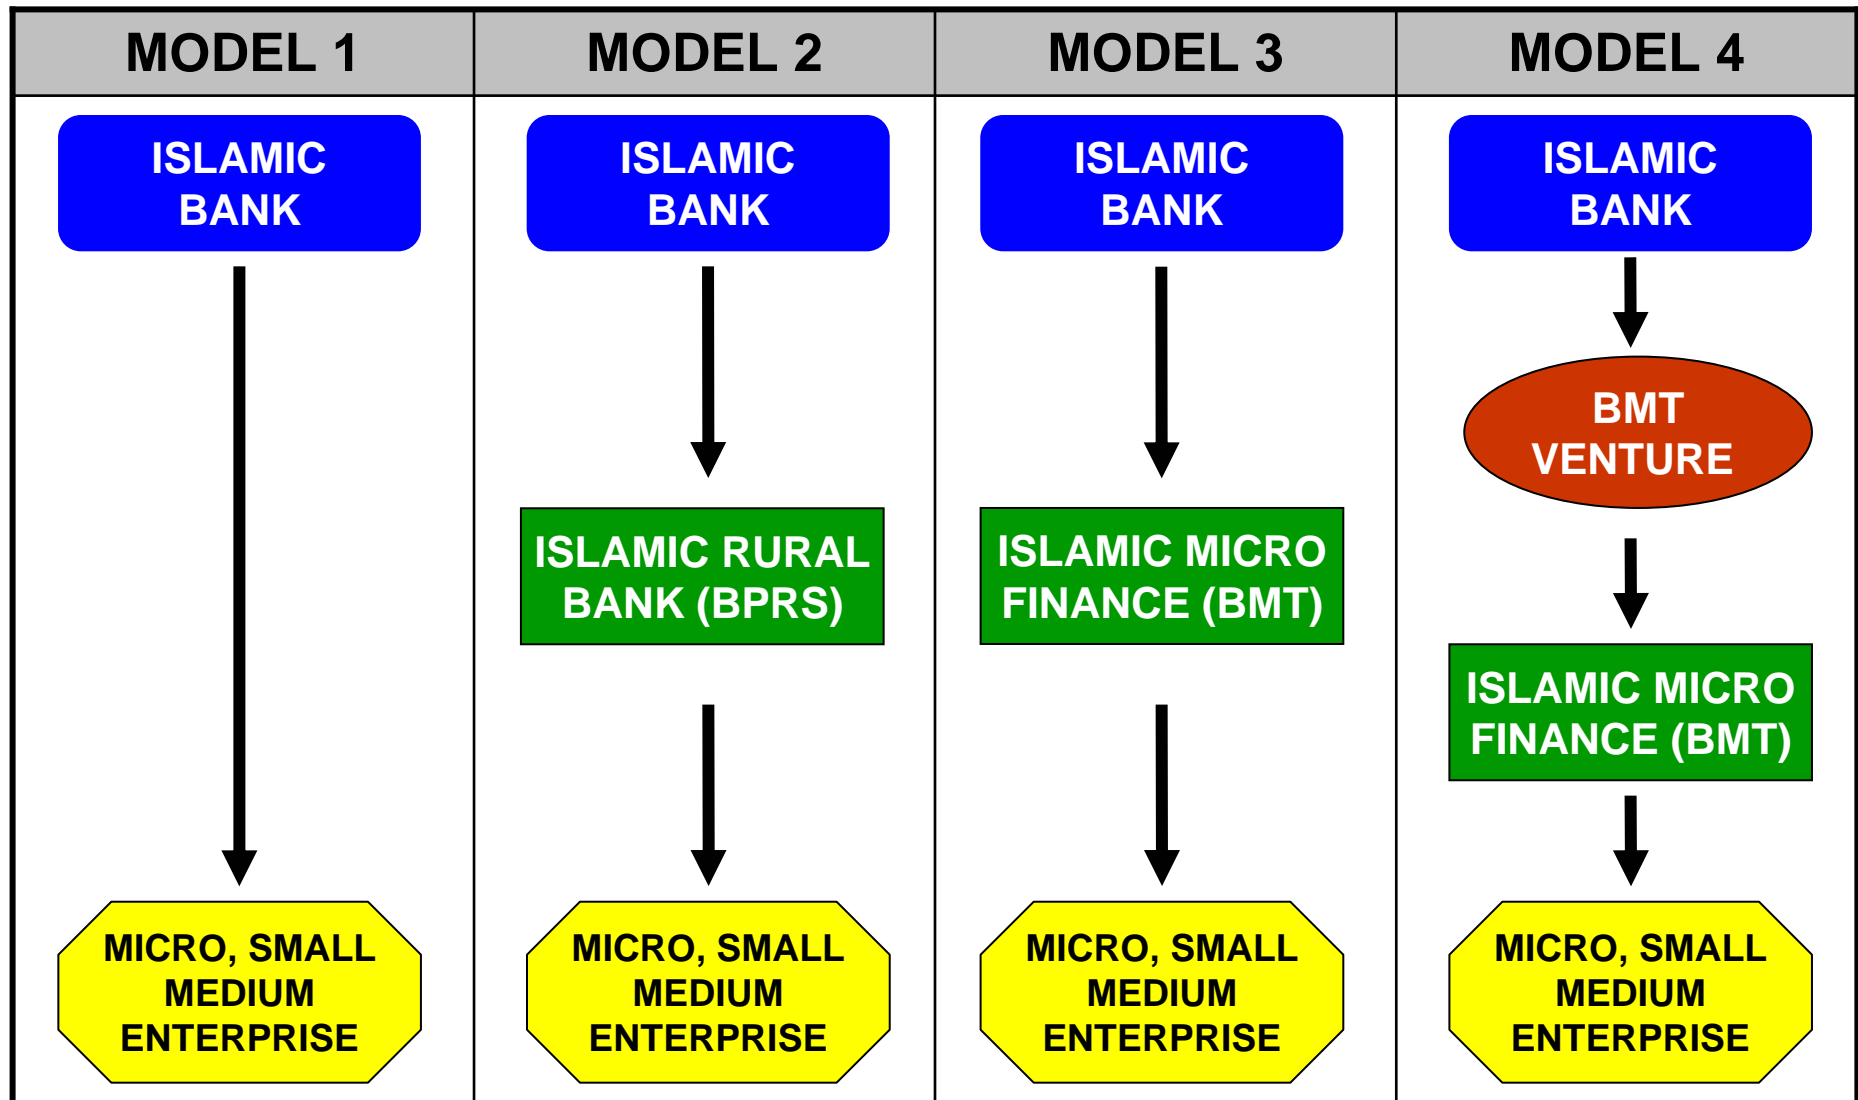 MODEL 1
MODEL 2
MODEL 3
MODEL 4
ISLAMIC
BANK
ISLAMIC
BANK
ISLAMIC
BANK
ISLAMIC
BANK
BMT
VENTURE
ISLAMIC RURAL
BANK (BPRS)
ISLAMIC MICRO
FINANCE (BMT)
ISLAMIC MICRO
FINANCE (BMT)
MICRO, SMALL
MEDIUM
ENTERPRISE
MICRO, SMALL
MEDIUM
ENTERPRISE
MICRO, SMALL
MEDIUM
ENTERPRISE
MICRO, SMALL
MEDIUM
ENTERPRISE